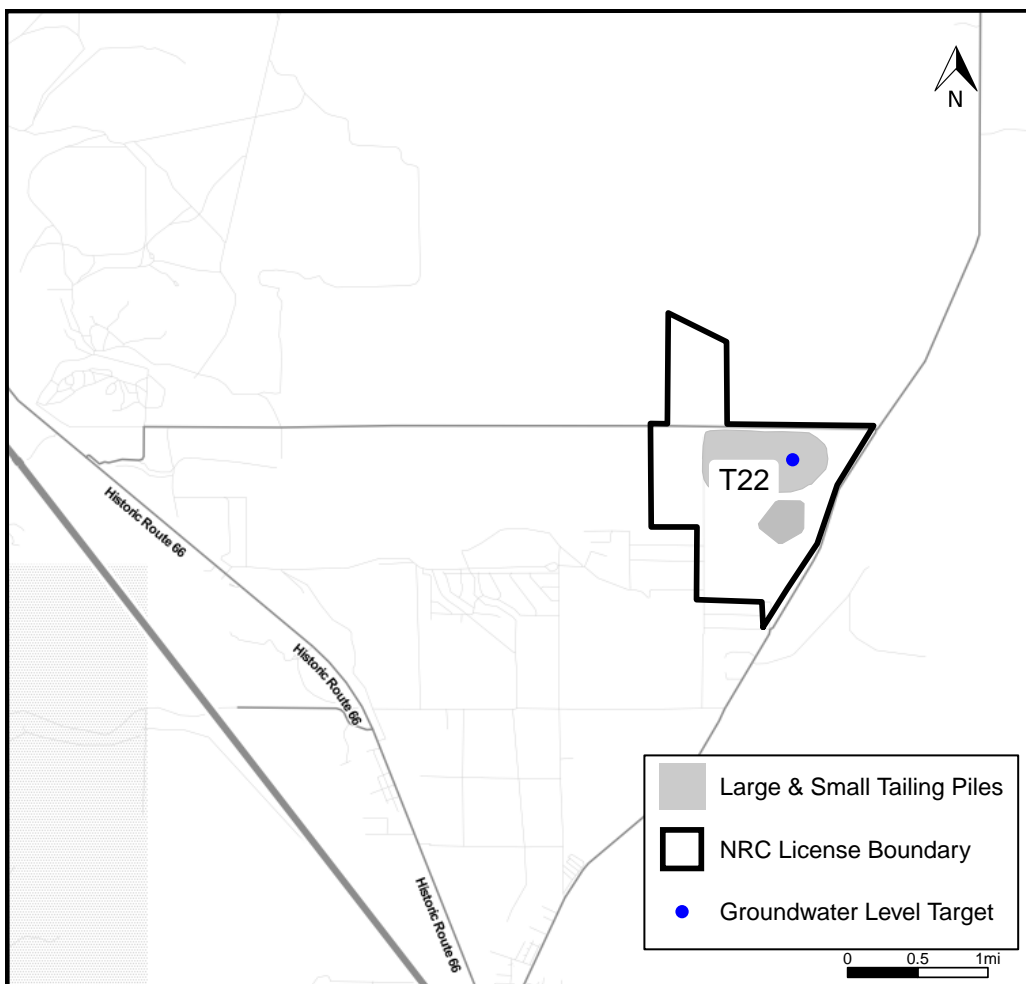 N
T22
Historic Route 66
Historic Route 66
Historic Route 66
Large & Small Tailing Piles
NRC License Boundary
Groundwater Level Target
0 0.5 1mi